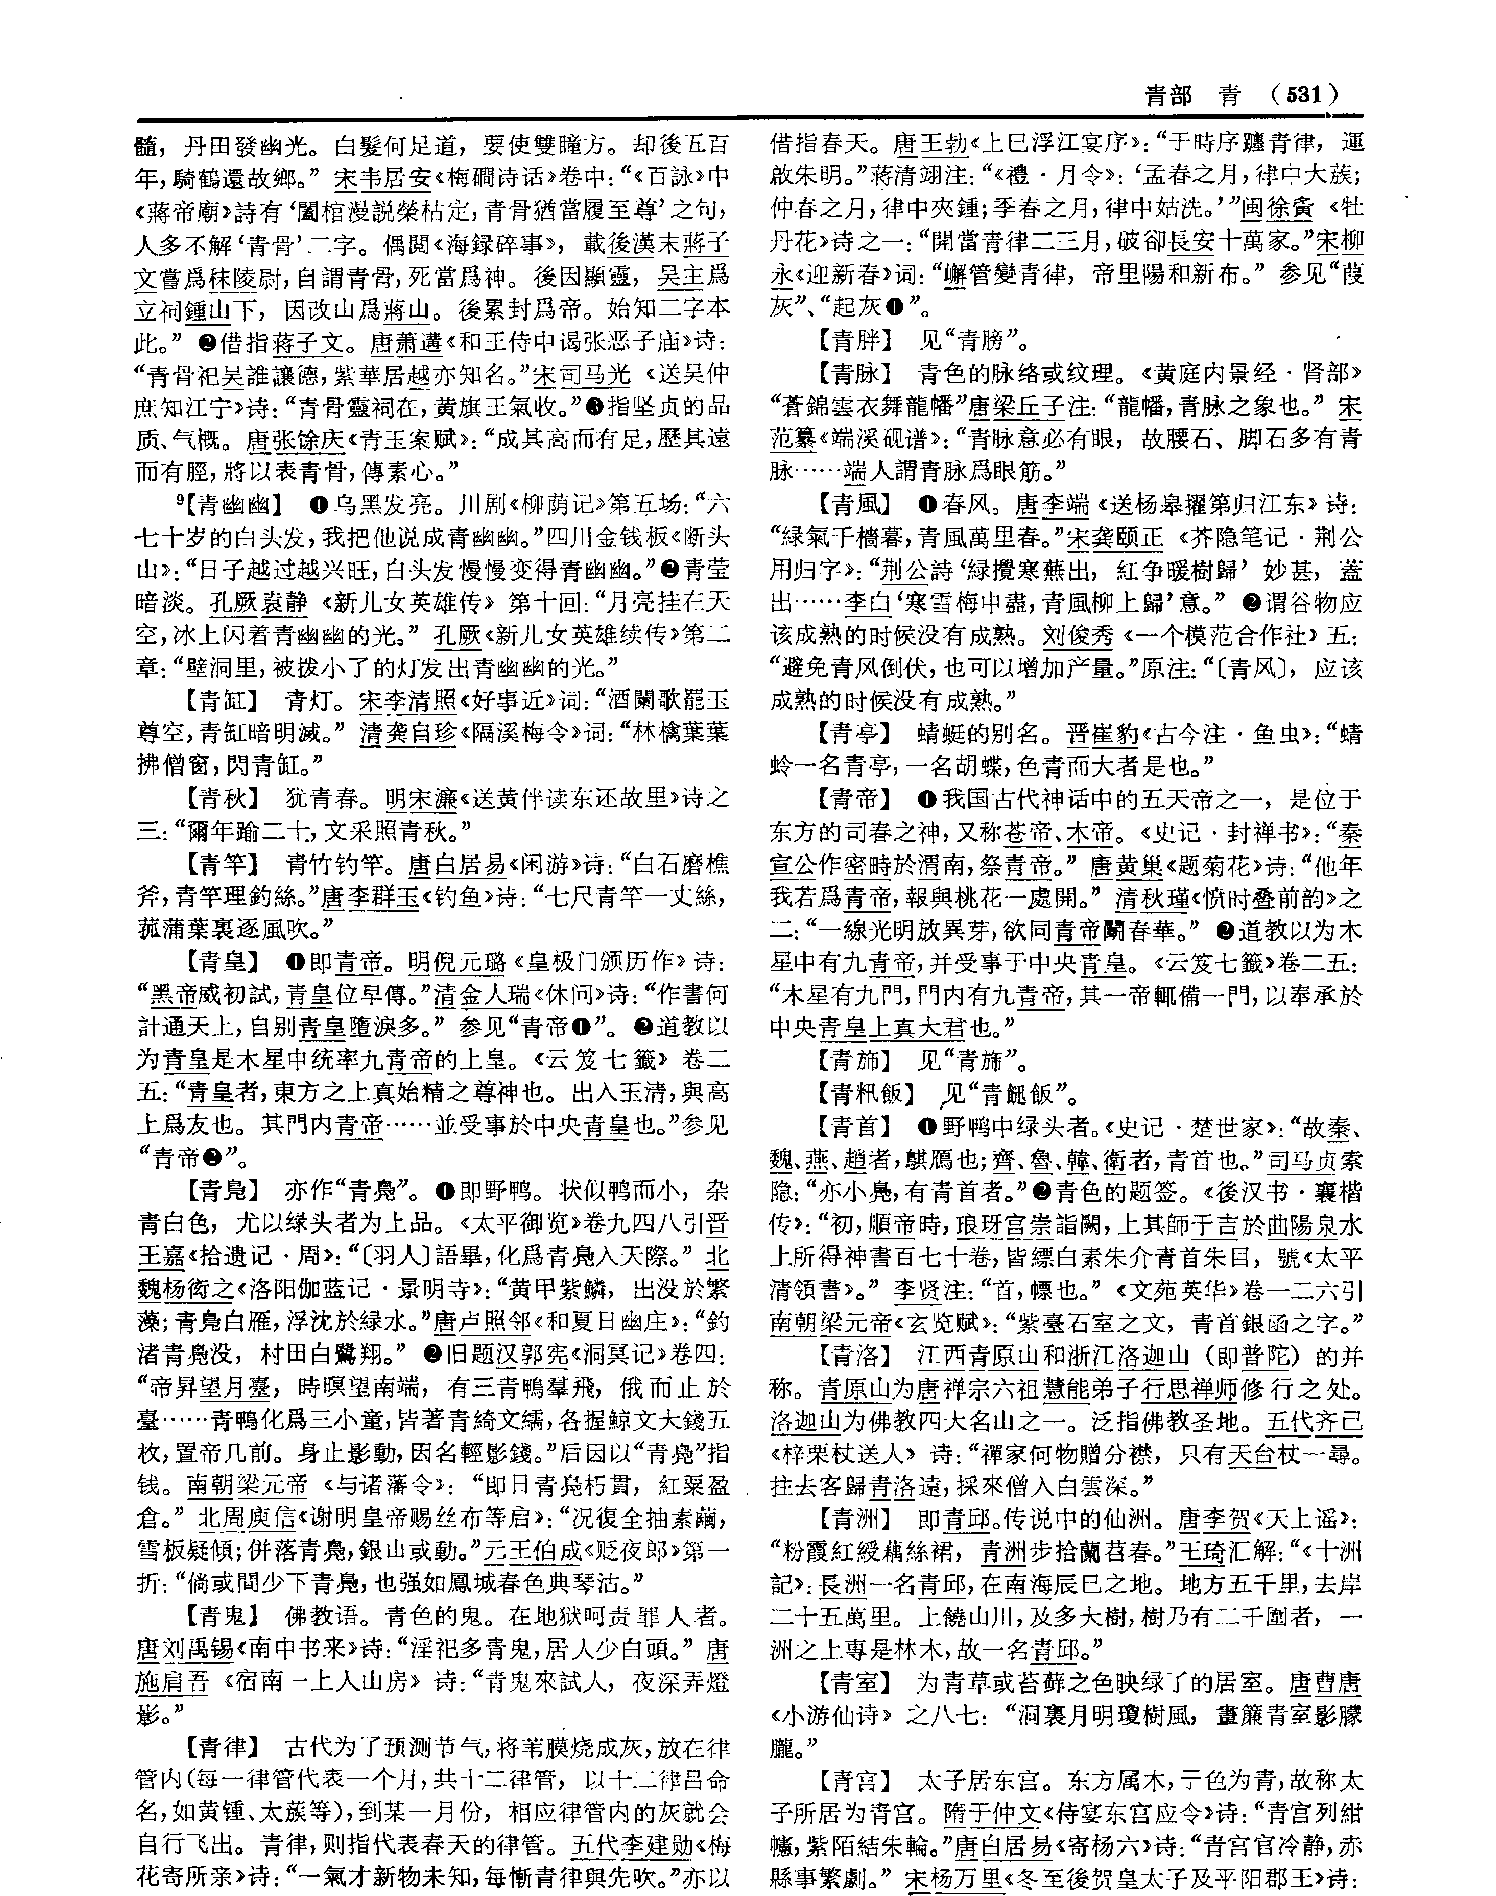 青部　青　（531）
髓，丹田發幽光。白髮何足道，要使雙瞳方。却後五百
年，騎鶴還故鄉。”宋韦居安《梅磵诗话》卷中：“《百詠》中
《蔣帝廟》詩有‘闔棺漫説榮枯定，青骨猶當履至尊’之句，
人多不解‘青骨’二字。偶閲《海録碎事》，載後漢末蔣子
文嘗爲秣陵尉，自謂青骨，死當爲神。後因顯靈，吴主爲
立祠鍾山下，因改山爲蔣山。後累封爲帝。始知二字本
此。”❷借指蒋子文。唐萧遘《和王侍中谒张恶子庙》诗：
“青骨祀吴誰讓德，紫華居越亦知名。”宋司马光《送吴仲
庶知江宁》诗：“青骨靈祠在，黄旗王氣收。”❸指坚贞的品
质、气概。唐张馀庆《青玉案赋》：“成其高而有足，歷其遠
而有脛，將以表青骨，傳素心。”
⁹【青幽幽】　❶乌黑发亮。川剧《柳荫记》第五场：“六
七十岁的白头发，我把他说成青幽幽。”四川金钱板《断头
山》：“日子越过越兴旺，白头发慢慢变得青幽幽。”❷青莹
暗淡。孔厥袁静《新儿女英雄传》第十回：“月亮挂在天
空，冰上闪着青幽幽的光。”孔厥《新儿女英雄续传》第二
章：“壁洞里，被拨小了的灯发出青幽幽的光。”
【青缸】　青灯。宋李清照《好事近》词：“酒闌歌罷玉
尊空，青缸暗明滅。”清龚自珍《隔溪梅令》词：“林檎葉葉
拂僧窗，閃青缸。”
【青秋】　犹青春。明宋濂《送黄伴读东还故里》诗之
三：“爾年踰二十，文采照青秋。”
【青竿】　青竹钓竿。唐白居易《闲游》诗：“白石磨樵
斧，青竿理釣絲。”唐李群玉《钓鱼》诗：“七尺青竿一丈絲，
菰蒲葉裏逐風吹。”
【青皇】　❶即青帝。明倪元璐《皇极门颁历作》诗：
“黑帝威初試，青皇位早傳。”清金人瑞《休问》诗：“作書何
計通天上，自别青皇墮淚多。”参见“青帝❶”。❷道教以
为青皇是木星中统率九青帝的上皇。《云笈七籤》卷二
五：“青皇者，東方之上真始精之尊神也。出入玉清，與高
上爲友也。其門内青帝……並受事於中央青皇也。”参见
“青帝❷”。
【青凫】　亦作“青鳧”。❶即野鸭。状似鸭而小，杂
青白色，尤以绿头者为上品。《太平御览》卷九四八引晋
王嘉《拾遗记·周》：“〔羽人〕語畢，化爲青鳧入天際。”北
魏杨衒之《洛阳伽蓝记·景明寺》：“黄甲紫鱗，出没於繁
藻；青鳧白雁，浮沈於緑水。”唐卢照邻《和夏日幽庄》：“釣
渚青鳧没，村田白鷺翔。”❷旧题汉郭宪《洞冥记》卷四：
“帝昇望月臺，時暝望南端，有三青鴨羣飛，俄而止於
臺……青鴨化爲三小童，皆著青綺文繻，各握鯨文大錢五
枚，置帝几前。身止影動，因名輕影錢。”后因以“青鳧”指
钱。南朝梁元帝《与诸藩令》：“即日青鳧朽貫，紅粟盈
倉。”北周庾信《谢明皇帝赐丝布等启》：“況復全抽素繭，
雪板疑傾；併落青鳧，銀山或動。”元王伯成《贬夜郎》第一
折：“倘或間少下青鳧，也强如鳳城春色典琴沽。”
【青鬼】　佛教语。青色的鬼。在地狱呵责罪人者。
唐刘禹锡《南中书来》诗：“淫祀多青鬼，居人少白頭。”唐
施肩吾《宿南一上人山房》诗：“青鬼來試人，夜深弄燈
影。”
【青律】　古代为了预测节气，将苇膜烧成灰，放在律
管内（每一律管代表一个月，共十二律管，以十二律吕命
名，如黄锺、太蔟等），到某一月份，相应律管内的灰就会
自行飞出。青律，则指代表春天的律管。五代李建勋《梅
花寄所亲》诗：“一氣才新物未知，每慚青律與先吹。”亦以
借指春天。唐王勃《上巳浮江宴序》：“于時序躔青律，運
啟朱明。”蒋清翊注：“《禮·月令》：‘孟春之月，律中大蔟；
仲春之月，律中夾鍾；季春之月，律中姑洗。’”闽徐夤《牡
丹花》诗之一：“開當青律二三月，破卻長安十萬家。”宋柳
永《迎新春》词：“嶰管變青律，帝里陽和新布。”参见“葭
灰”、“起灰❶”。
【青胖】　见“青膀”。
【青脉】　青色的脉络或纹理。《黄庭内景经·肾部》
“蒼錦雲衣舞龍幡”唐梁丘子注：“龍幡，青脉之象也。”宋
范纂《端溪砚谱》：“青脉意必有眼，故腰石、脚石多有青
脉……端人謂青脉爲眼筋。”
【青風】　❶春风。唐李端《送杨皋擢第归江东》诗：
“緑氣千檣暮，青風萬里春。”宋龚颐正《芥隐笔记·荆公
用归字》：“荆公詩‘緑攪寒蕪出，紅争暖樹歸’妙甚，蓋
出……李白‘寒雪梅中盡，青風柳上歸’意。”❷谓谷物应
该成熟的时候没有成熟。刘俊秀《一个模范合作社》五：
“避免青风倒伏，也可以增加产量。”原注：“〔青风〕，应该
成熟的时候没有成熟。”
【青亭】　蜻蜓的别名。晋崔豹《古今注·鱼虫》：“蜻
蛉一名青亭，一名胡蝶，色青而大者是也。”
【青帝】　❶我国古代神话中的五天帝之一，是位于
东方的司春之神，又称苍帝、木帝。《史记·封禅书》：“秦
宣公作密畤於渭南，祭青帝。”唐黄巢《题菊花》诗：“他年
我若爲青帝，報與桃花一處開。”清秋瑾《愤时叠前韵》之
二：“一線光明放異芽，欲同青帝鬭春華。”❷道教以为木
星中有九青帝，并受事于中央青皇。《云笈七籤》卷二五：
“木星有九門，門内有九青帝，其一帝輒備一門，以奉承於
中央青皇上真大君也。”
【青斾】　见“青旆”。
【青籸飯】　见“青𩛩飯”。
【青首】　❶野鸭中绿头者。《史记·楚世家》：“故秦、
魏、燕、趙者，鶀鴈也；齊、魯、韓、衛者，青首也。”司马贞索
隐：“亦小鳧，有青首者。”❷青色的题签。《後汉书·襄楷
传》：“初，順帝時，琅玡宫崇詣闕，上其師于吉於曲陽泉水
上所得神書百七十卷，皆縹白素朱介青首朱目，號《太平
清領書》。”李贤注：“首，幖也。”《文苑英华》卷一二六引
南朝梁元帝《玄览赋》：“紫臺石室之文，青首銀函之字。”
【青洛】　江西青原山和浙江洛迦山（即普陀）的并
称。青原山为唐禅宗六祖慧能弟子行思禅师修行之处。
洛迦山为佛教四大名山之一。泛指佛教圣地。五代齐己
《梓栗杖送人》诗：“禪家何物贈分襟，只有天台杖一尋。
拄去客歸青洛遠，採來僧入白雲深。”
【青洲】　即青邱。传说中的仙洲。唐李贺《天上谣》：
“粉霞紅綬藕絲裙，青洲步拾蘭苕春。”王琦汇解：“《十洲
記》：長洲一名青邱，在南海辰巳之地。地方五千里，去岸
二十五萬里。上饒山川，及多大樹，樹乃有二千圍者，一
洲之上專是林木，故一名青邱。”
【青室】　为青草或苔藓之色映绿了的居室。唐曹唐
《小游仙诗》之八七：“洞裏月明瓊樹風，畫簾青室影朦
朧。”
【青宫】　太子居东宫。东方属木，于色为青，故称太
子所居为青宫。隋于仲文《侍宴东宫应令》诗：“青宫列紺
幰，紫陌結朱輪。”唐白居易《寄杨六》诗：“青宫官冷静，赤
縣事繁劇。”宋杨万里《冬至後贺皇太子及平阳郡王》诗：